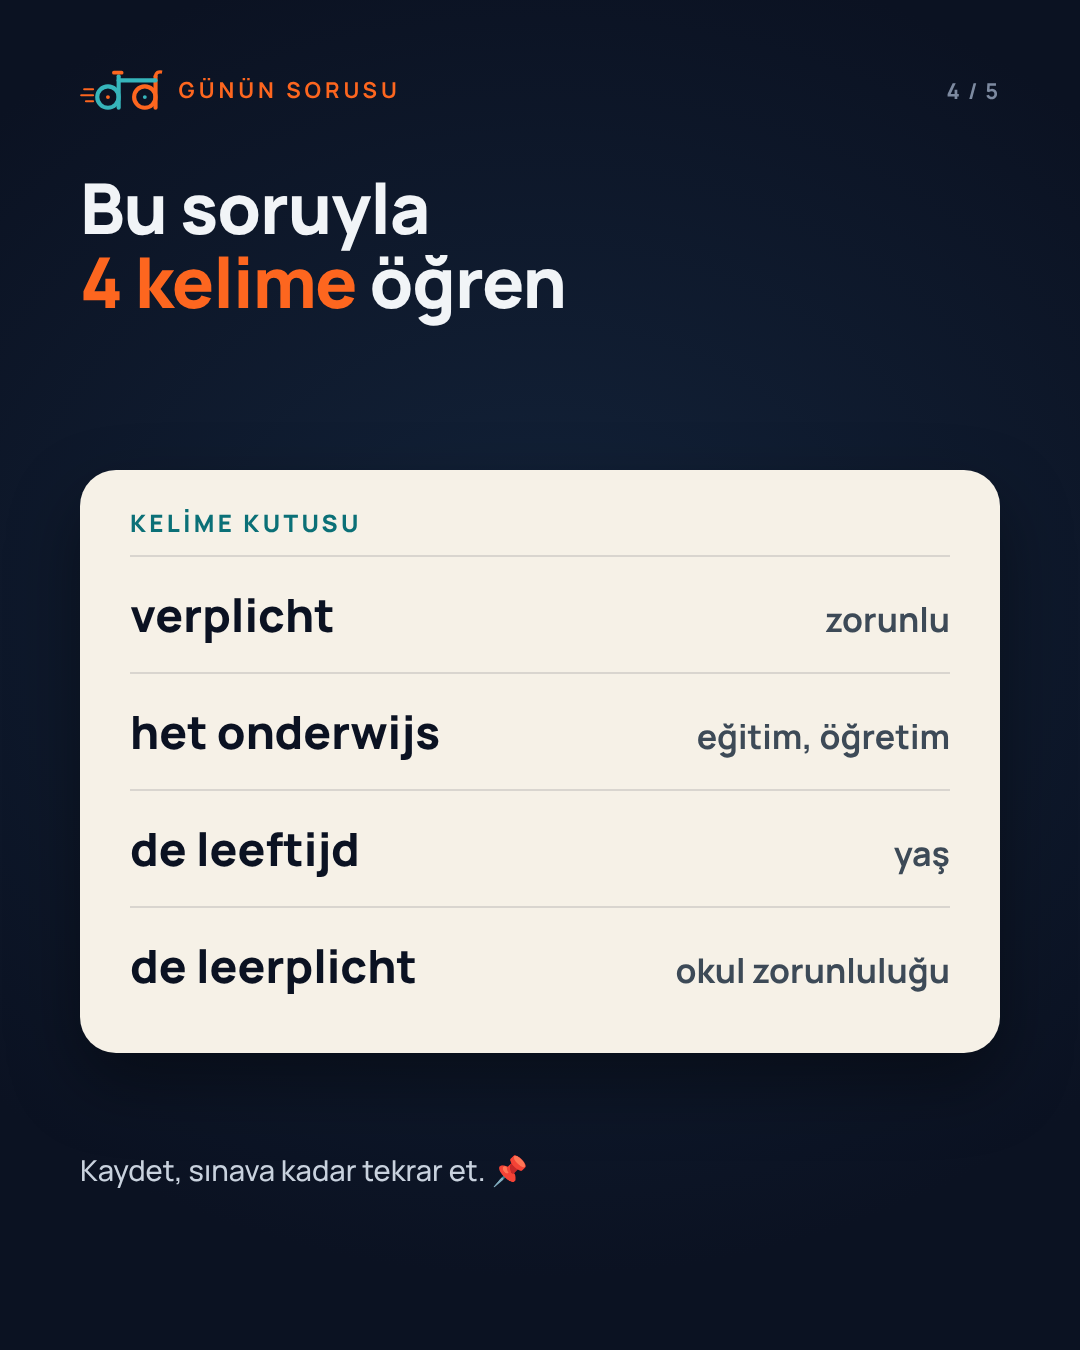 GÜNÜN SORUSU
4 / 5
Bu soruyla
4 kelime öğren
KELİME KUTUSU
verplicht zorunlu
het onderwijs eğitim, öğretim
de leeftijd yaş
de leerplicht okul zorunluluğu
Kaydet, sınava kadar tekrar et. 📌